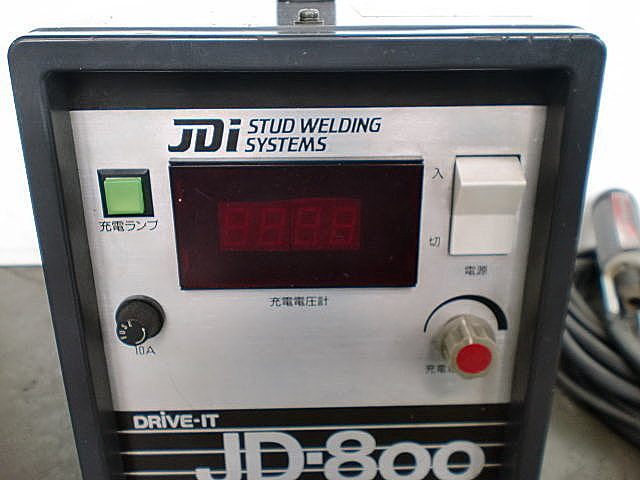 JDi STUD WELDING
SYSTEMS
入
充電ランプ
切
電源
充電電圧計
10A
DRIVE-IT
JD-800